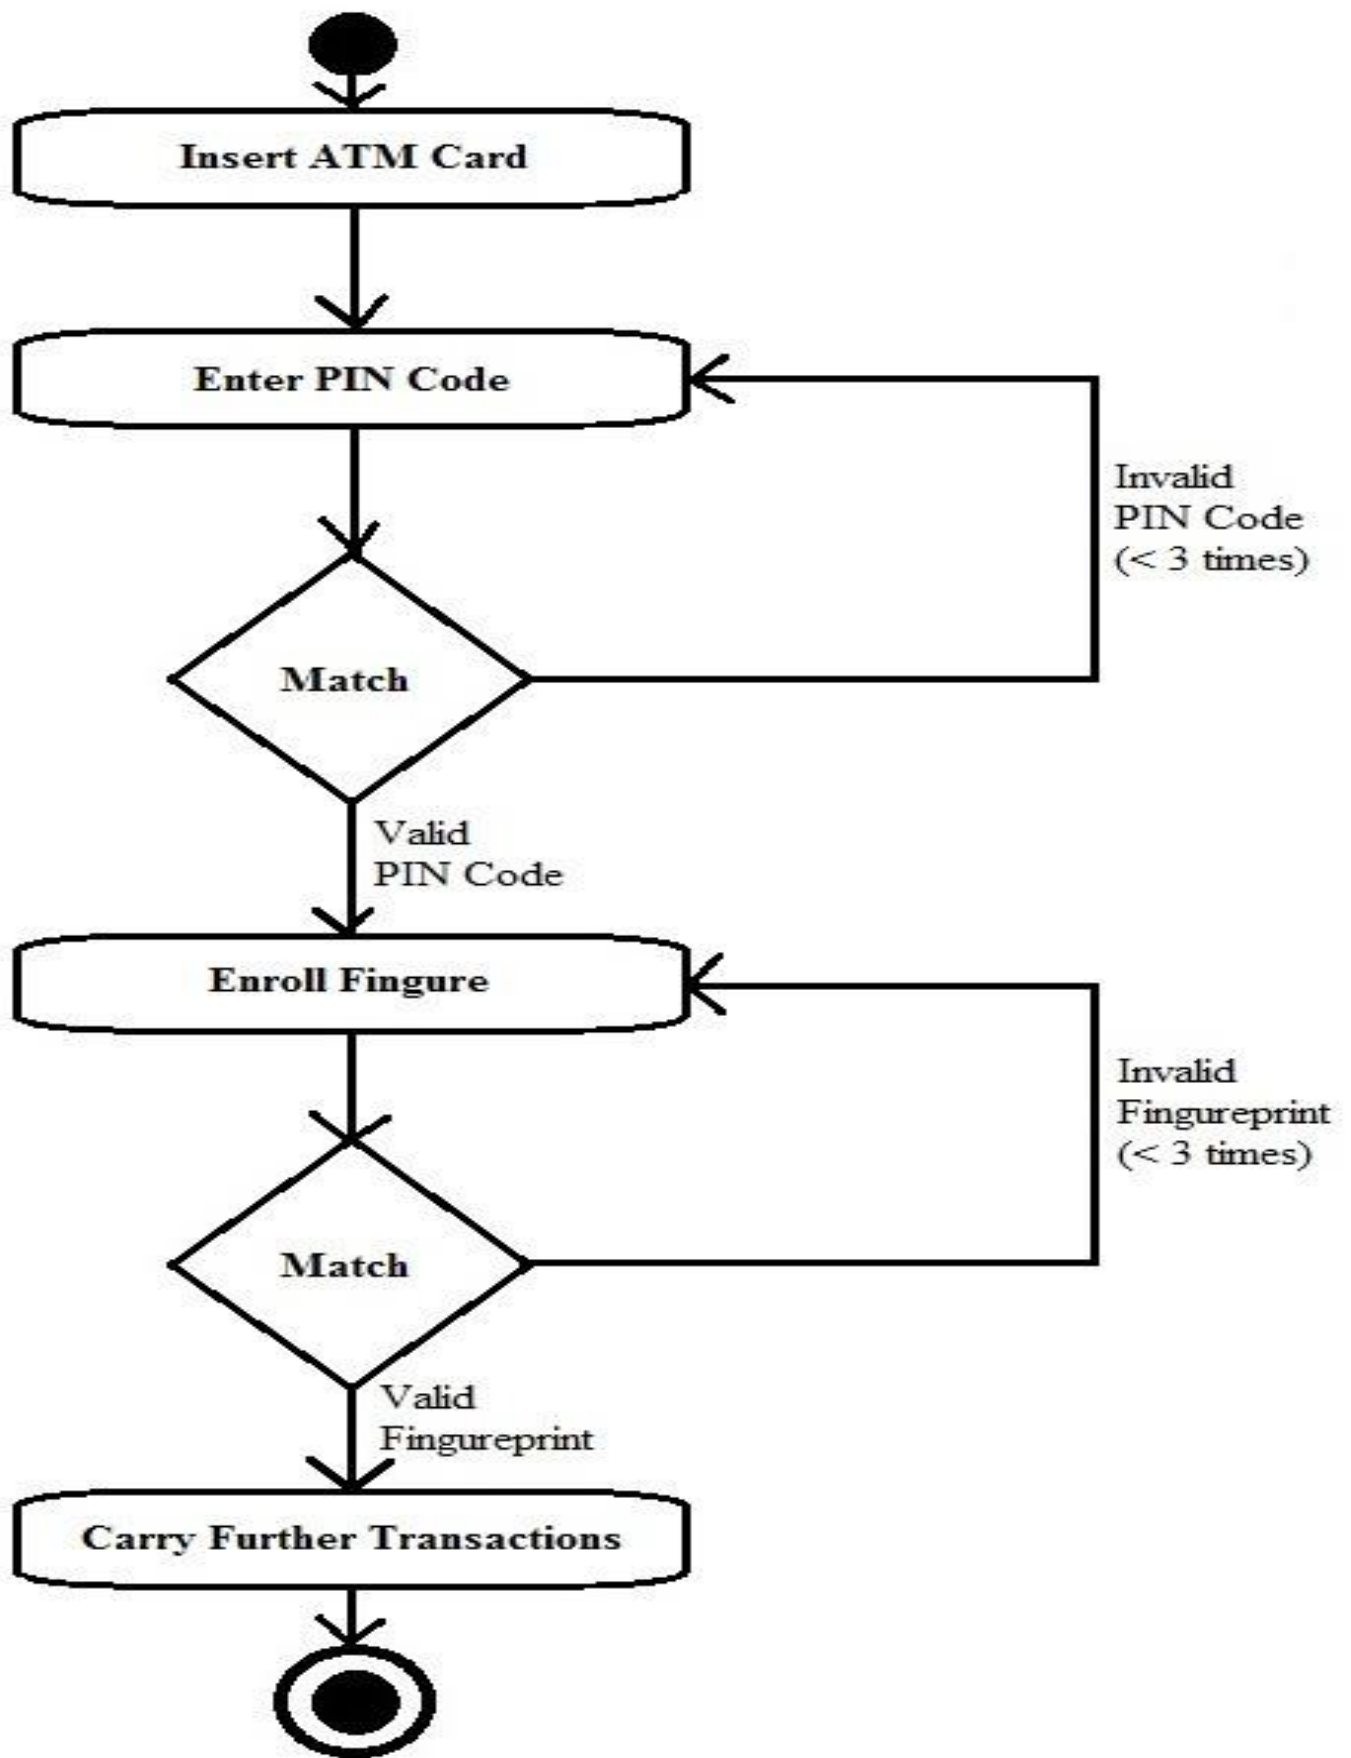 Insert ATM Card
Enter PIN Code
Invalid
PIN Code
(< 3 times)
Match
Valid
PIN Code
Enroll Fingure
Invalid
Fingureprint
(< 3 times)
Match
Valid
Fingureprint
Carry Further Transactions